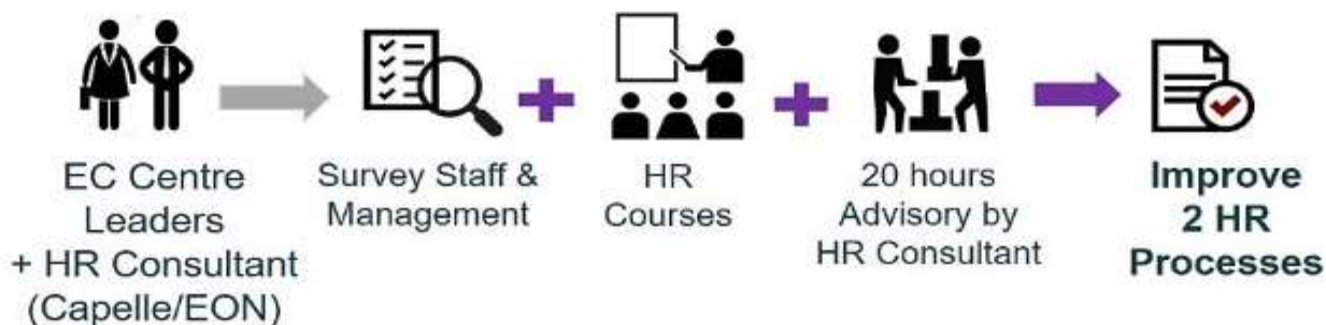 EC Centre
Leaders
+ HR Consultant
(Capelle/EON)
Survey Staff &
Management
HR
Courses
20 hours
Advisory by
HR Consultant
Improve
2 HR
Processes